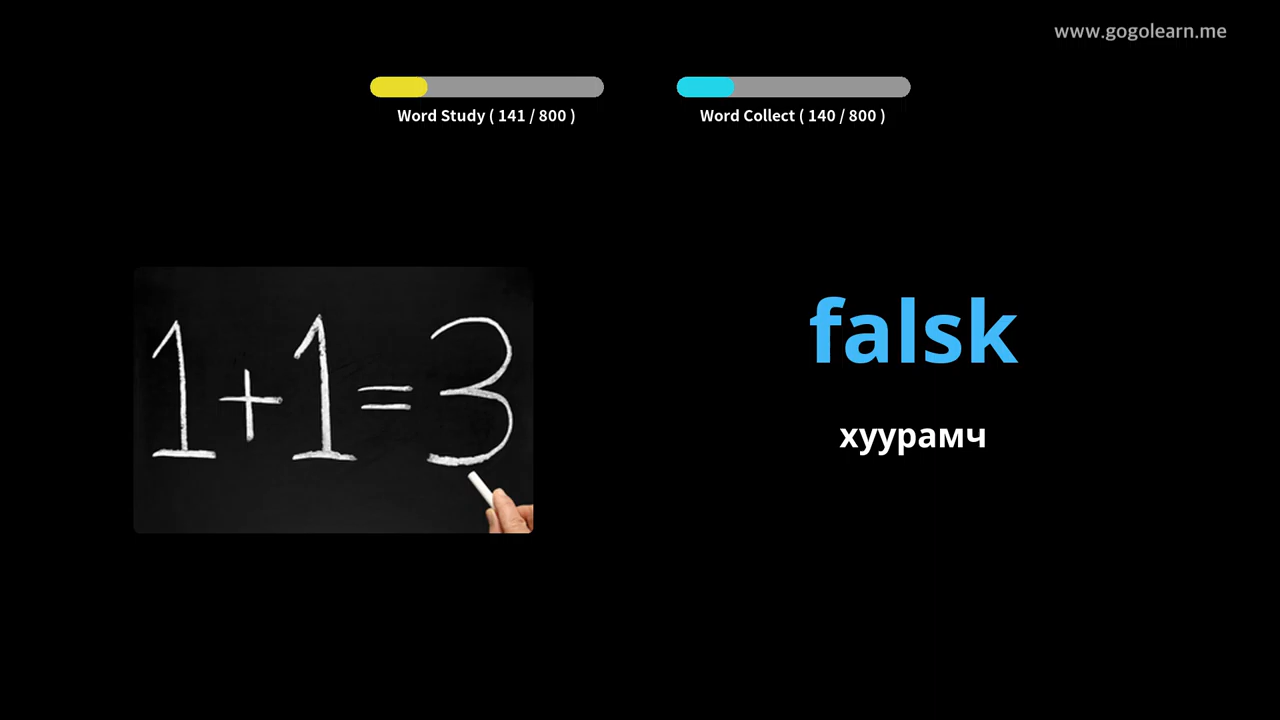 www.gogolearn.me
Word Study ( 141 / 800 )
Word Collect ( 140 / 800 )
1+1=3
falsk
хуурамч